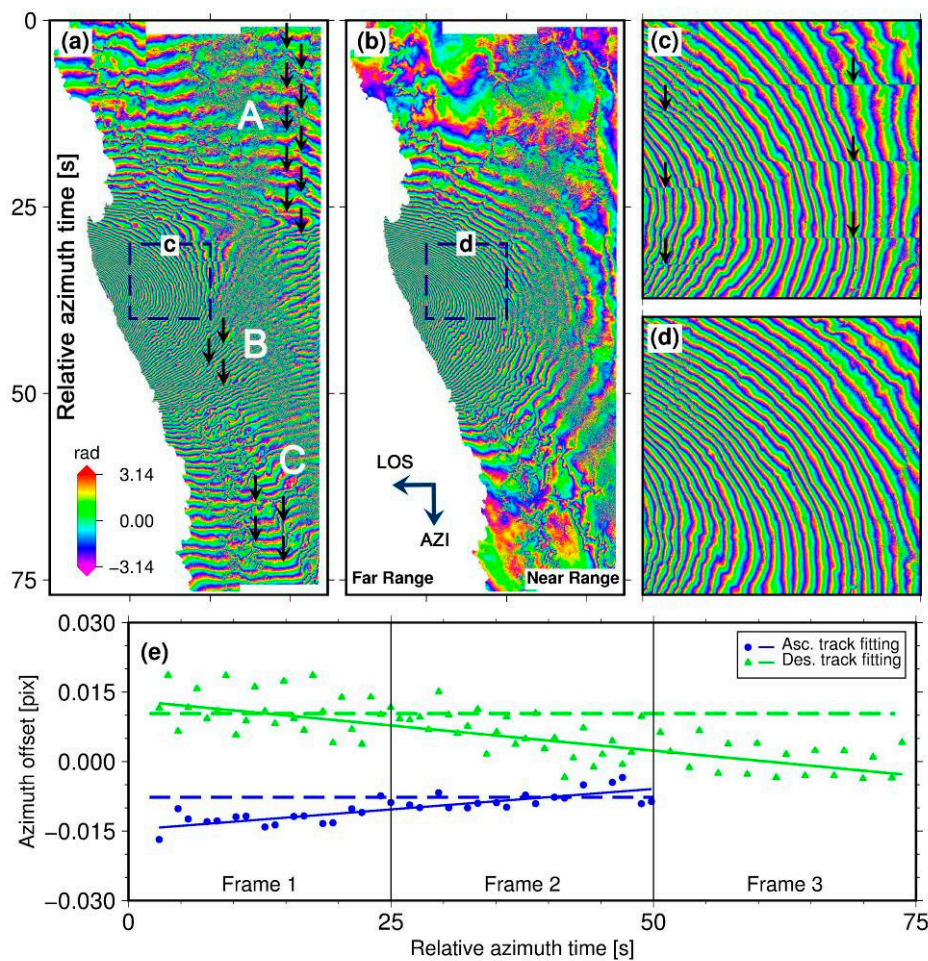 0
25
50
75
Relative azimuth time [s]
(a)
A
c
B
C
rad
3.14
0.00
−3.14
(b)
d
LOS
AZI
Far Range
Near Range
(c)
(d)
0.030
0.015
0.000
−0.015
−0.030
Azimuth offset [pix]
(e)
Asc. track fitting
Des. track fitting
Frame 1
Frame 2
Frame 3
0
25
50
75
Relative azimuth time [s]